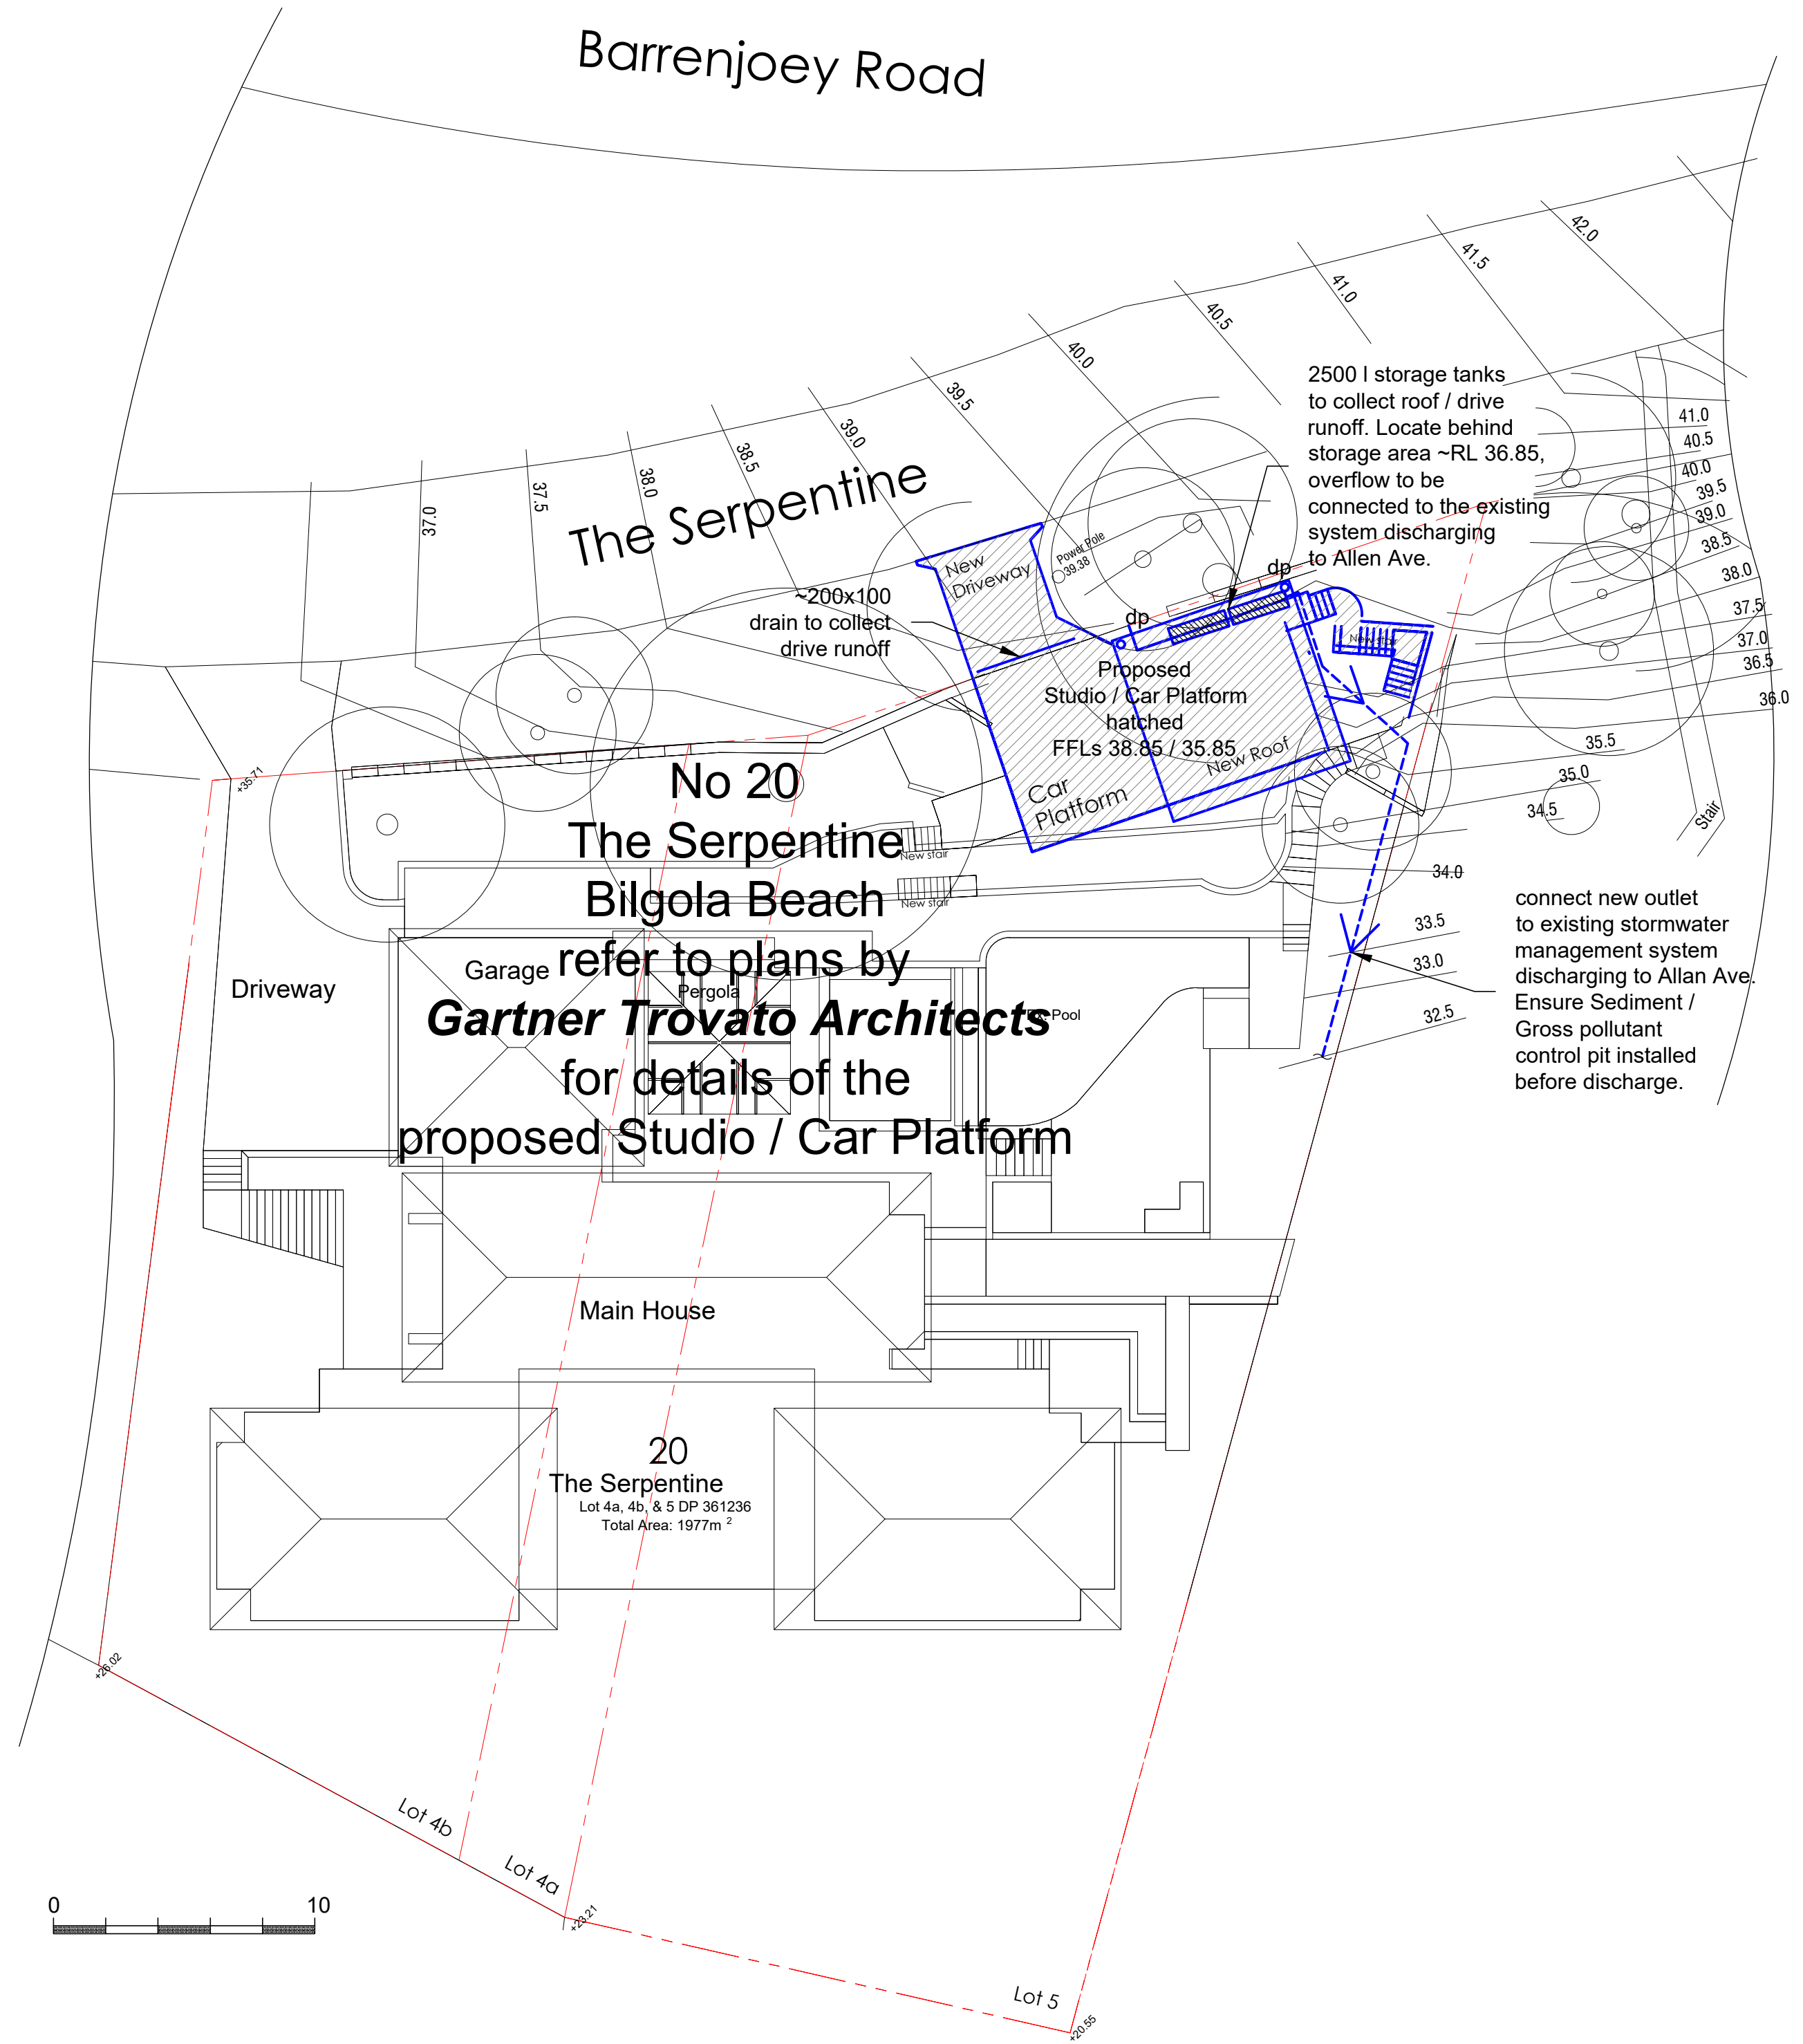 Barrenjoey Road
42.0
41.5
41.0
40.5
40.0
39.5
39.0
38.5
38.0
37.5
37.0
The Serpentine
2500 l storage tanks
to collect roof / drive
runoff. Locate behind
storage area ~RL 36.85,
overflow to be
connected to the existing
system discharging
to Allen Ave.
41.0
40.5
40.0
39.5
39.0
38.5
38.0
37.5
37.0
36.5
36.0
35.5
35.0
34.5
34.0
33.5
33.0
32.5
Stair
New
Driveway
Power Pole
39.38
dp
dp
~200x100
drain to collect
drive runoff
New stair
Proposed
Studio / Car Platform
hatched
FFLs 38.85 / 35.85
New Roof
Car
Platform
+35.71
No 20
The Serpentine
Bilgola Beach
refer to plans by
Gartner Trovato Architects
for details of the
proposed Studio / Car Platform
New stair
New stair
Garage
Driveway
Pergola
Pool
connect new outlet
to existing stormwater
management system
discharging to Allan Ave.
Ensure Sediment /
Gross pollutant
control pit installed
before discharge.
Main House
20
The Serpentine
Lot 4a, 4b, & 5 DP 361236
Total Area: 1977m 2
+26.02
Lot 4b
Lot 4a
+23.21
Lot 5
+20.55
0 10